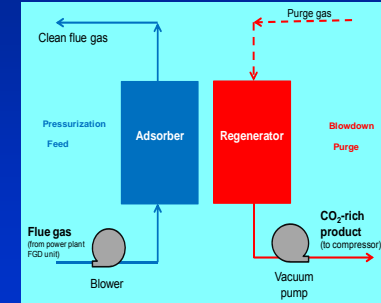 Clean flue gas
Purge gas
Pressurization
Feed
Adsorber
Regenerator
Blowdown
Purge
Flue gas
(from power plant
FGD unit)
Blower
CO₂-rich
product
(to compressor)
Vacuum
pump